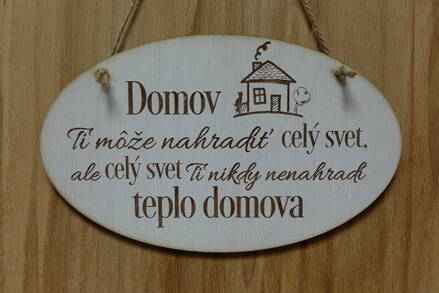 Domov
Ti môže nahradiť celý svet,
ale celý svet Ti nikdy nenahradí
teplo domova